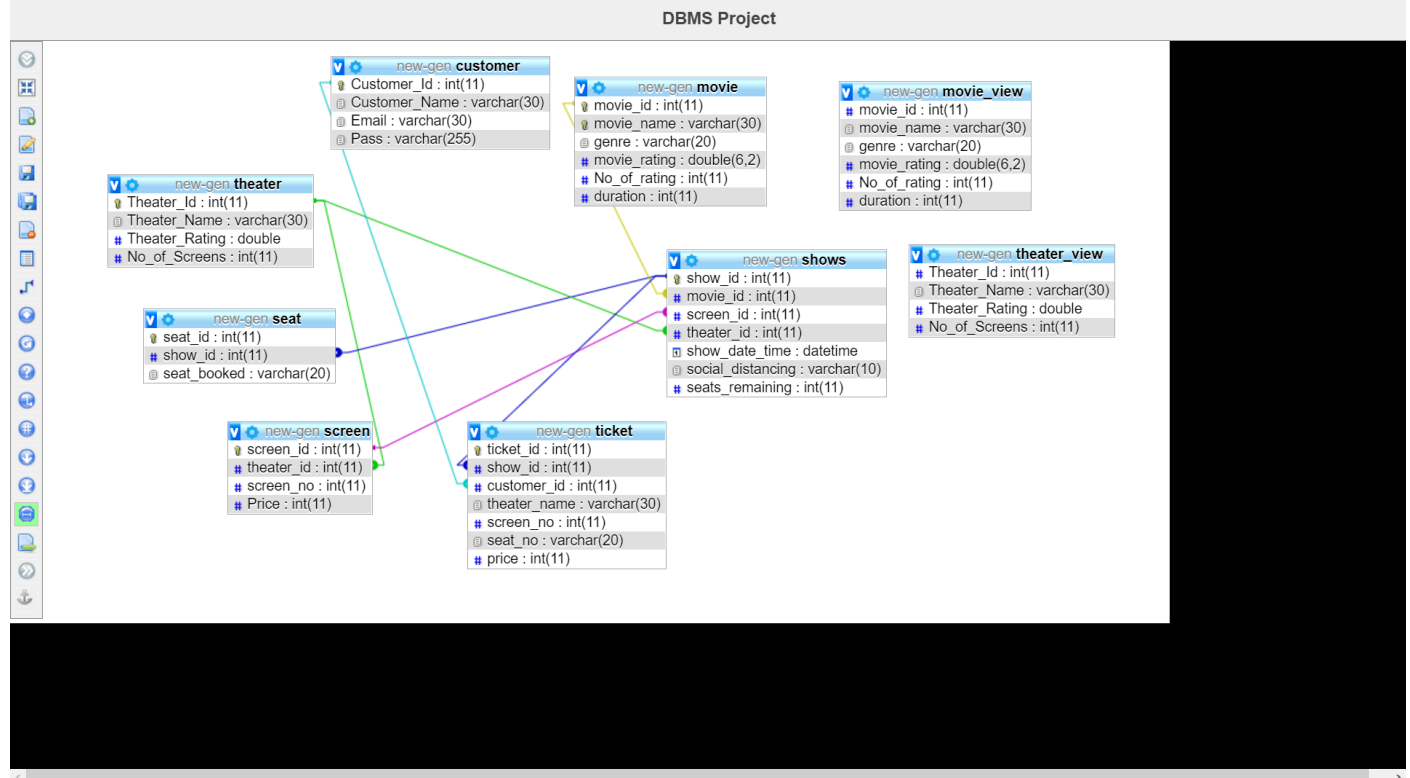 DBMS Project
new-gen customer
Customer_Id : int(11)
Customer_Name : varchar(30)
Email : varchar(30)
Pass : varchar(255)
new-gen movie
movie_id : int(11)
movie_name : varchar(30)
genre : varchar(20)
movie_rating : double(6,2)
No_of_rating : int(11)
duration : int(11)
new-gen movie_view
movie_id : int(11)
movie_name : varchar(30)
genre : varchar(20)
movie_rating : double(6,2)
No_of_rating : int(11)
duration : int(11)
new-gen theater
Theater_Id : int(11)
Theater_Name : varchar(30)
Theater_Rating : double
No_of_Screens : int(11)
new-gen shows
show_id : int(11)
movie_id : int(11)
screen_id : int(11)
theater_id : int(11)
show_date_time : datetime
social_distancing : varchar(10)
seats_remaining : int(11)
new-gen theater_view
Theater_Id : int(11)
Theater_Name : varchar(30)
Theater_Rating : double
No_of_Screens : int(11)
new-gen seat
seat_id : int(11)
show_id : int(11)
seat_booked : varchar(20)
new-gen screen
screen_id : int(11)
theater_id : int(11)
screen_no : int(11)
Price : int(11)
new-gen ticket
ticket_id : int(11)
show_id : int(11)
customer_id : int(11)
theater_name : varchar(30)
screen_no : int(11)
seat_no : varchar(20)
price : int(11)